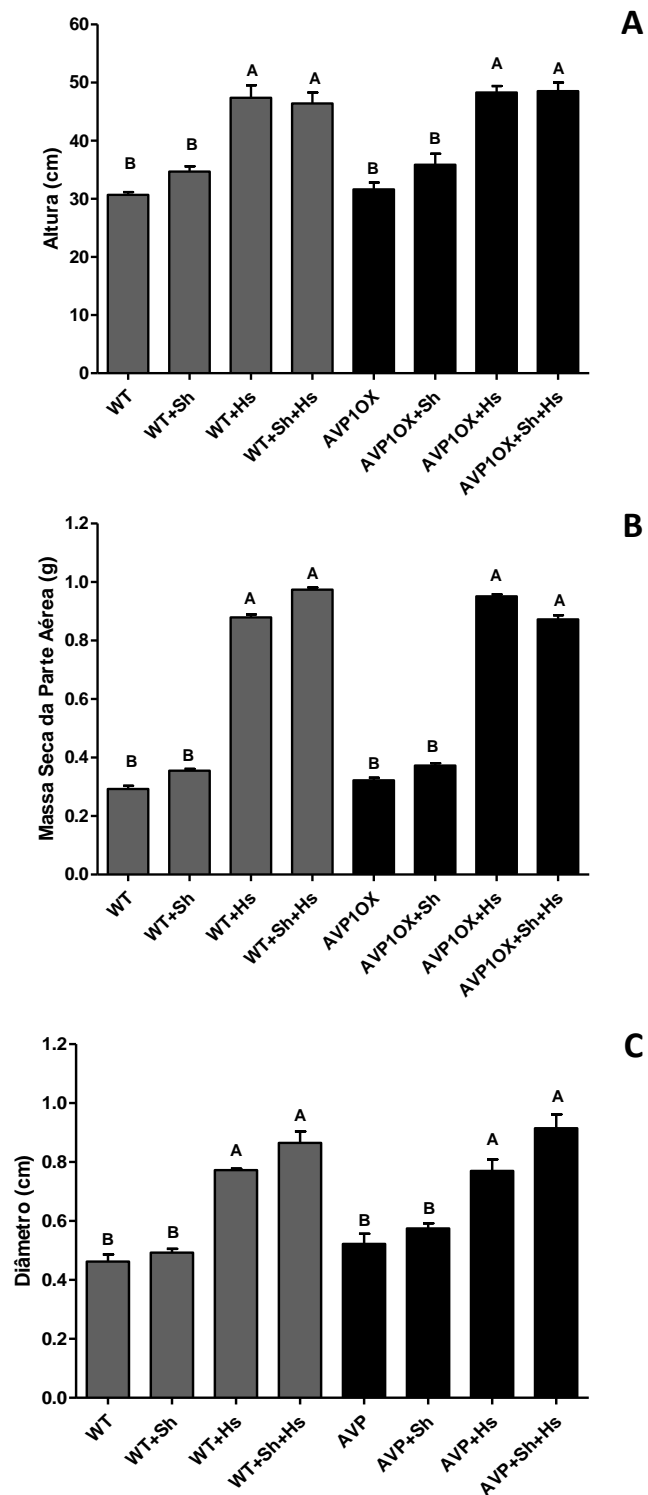 A
Altura (cm)
60
50
40
30
20
10
0
B
B
A
A
B
B
A
A
WT
WT+Sh
WT+Hs
WT+Sh+Hs
AVP1OX
AVP1OX+Sh
AVP1OX+Hs
AVP1OX+Sh+Hs
B
Massa Seca da Parte Aérea (g)
1.2
1.0
0.8
0.6
0.4
0.2
0.0
B
B
A
A
B
B
A
A
WT
WT+Sh
WT+Hs
WT+Sh+Hs
AVP1OX
AVP1OX+Sh
AVP1OX+Hs
AVP1OX+Sh+Hs
C
Diâmetro (cm)
1.2
1.0
0.8
0.6
0.4
0.2
0.0
B
B
A
A
B
B
A
A
WT
WT+Sh
WT+Hs
WT+Sh+Hs
AVP
AVP+Sh
AVP+Hs
AVP+Sh+Hs